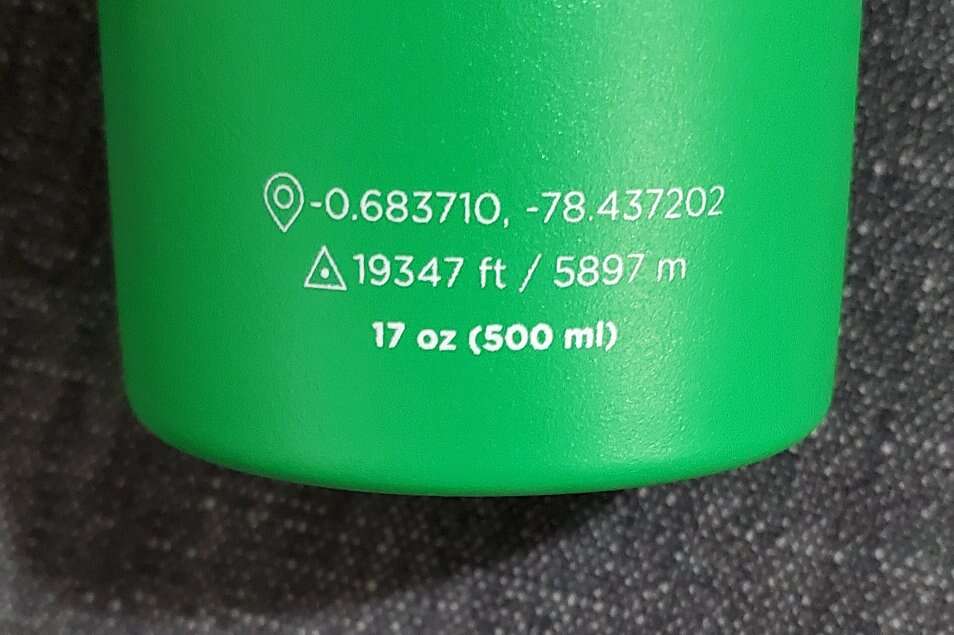 -0.683710, -78.437202
19347 ft / 5897 m
17 oz (500 ml)